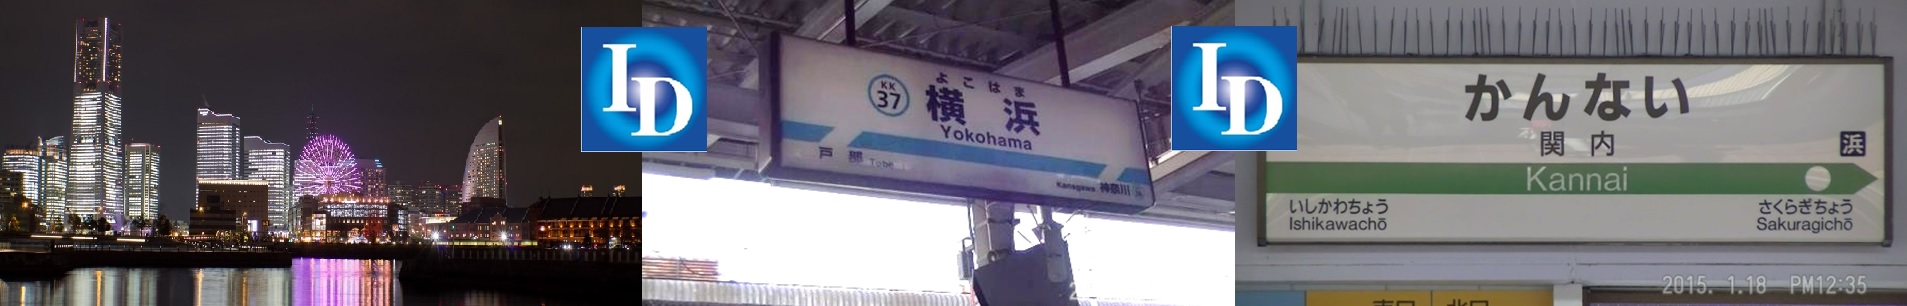 ID
よこはま
KK
37
横浜
Yokohama
戸部
Tobe
Kanagawa 神奈川
ID
かんない
関内
浜
Kannai
いしかわちょう
Ishikawachō
さくらぎちょう
Sakuragichō
2015. 1.18 PM12:35